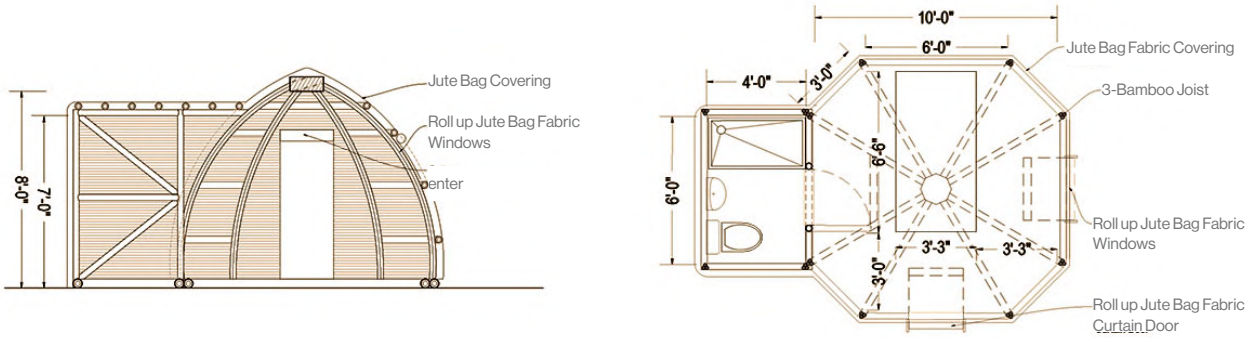 Jute Bag Covering
Roll up Jute Bag Fabric
Windows
enter
8'-0"
7'-0"
10'-0"
6'-0"
Jute Bag Fabric Covering
3'-0"
4'-0"
3-Bamboo Joist
6'-6"
6'-0"
Roll up Jute Bag Fabric
Windows
3'-3"
3'-3"
3'-0"
Roll up Jute Bag Fabric
Curtain Door